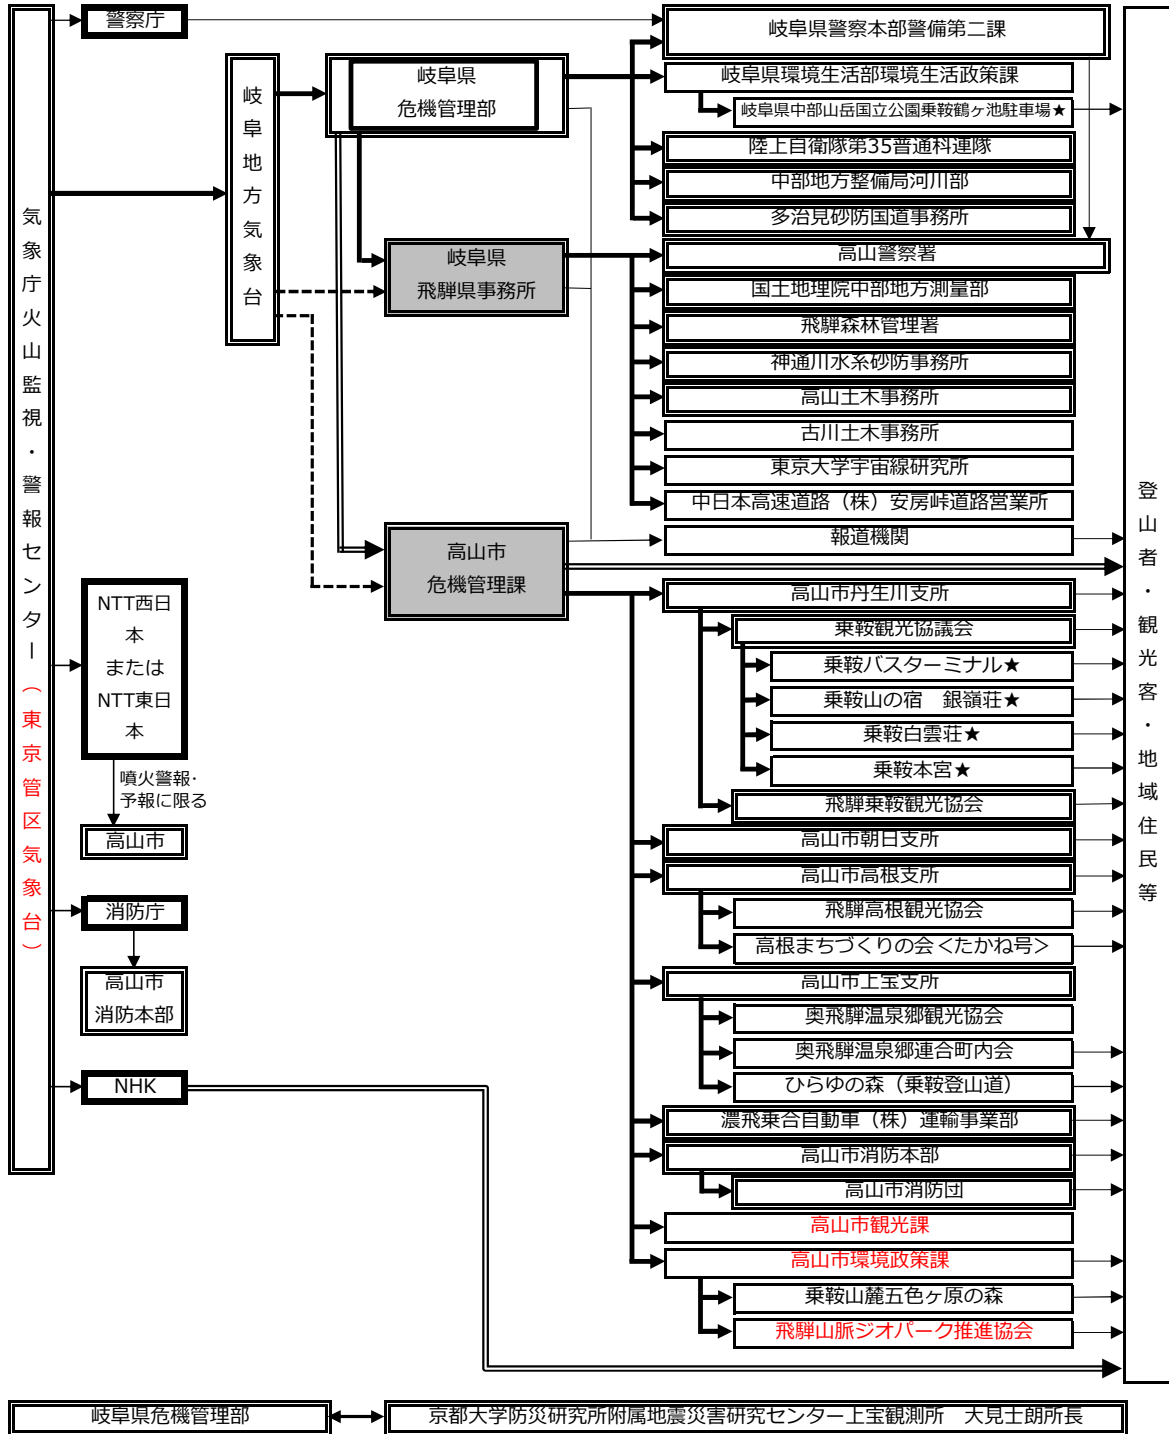 気象庁火山監視・警報センター（東京管区気象台）
警察庁
NTT西日
本
または
NTT東日
本
噴火警報・
予報に限る
高山市
消防庁
高山市
消防本部
NHK
岐阜地方気象台
岐阜県
危機管理部
岐阜県
飛騨県事務所
高山市
危機管理課
岐阜県警察本部警備第二課
岐阜県環境生活部環境生活政策課
岐阜県中部山岳国立公園乗鞍鶴ヶ池駐車場★
陸上自衛隊第35普通科連隊
中部地方整備局河川部
多治見砂防国道事務所
高山警察署
国土地理院中部地方測量部
飛騨森林管理署
神通川水系砂防事務所
高山土木事務所
古川土木事務所
東京大学宇宙線研究所
中日本高速道路（株）安房峠道路営業所
報道機関
高山市丹生川支所
乗鞍観光協議会
乗鞍バスターミナル★
乗鞍山の宿　銀嶺荘★
乗鞍白雲荘★
乗鞍本宮★
飛騨乗鞍観光協会
高山市朝日支所
高山市高根支所
飛騨高根観光協会
高根まちづくりの会＜たかね号＞
高山市上宝支所
奥飛騨温泉郷観光協会
奥飛騨温泉郷連合町内会
ひらゆの森（乗鞍登山道）
濃飛乗合自動車（株）運輸事業部
高山市消防本部
高山市消防団
高山市観光課
高山市環境政策課
乗鞍山麓五色ヶ原の森
飛騨山脈ジオパーク推進協会
登山者・観光客・地域住民等
岐阜県危機管理部
京都大学防災研究所附属地震災害研究センター上宝観測所　大見士朗所長